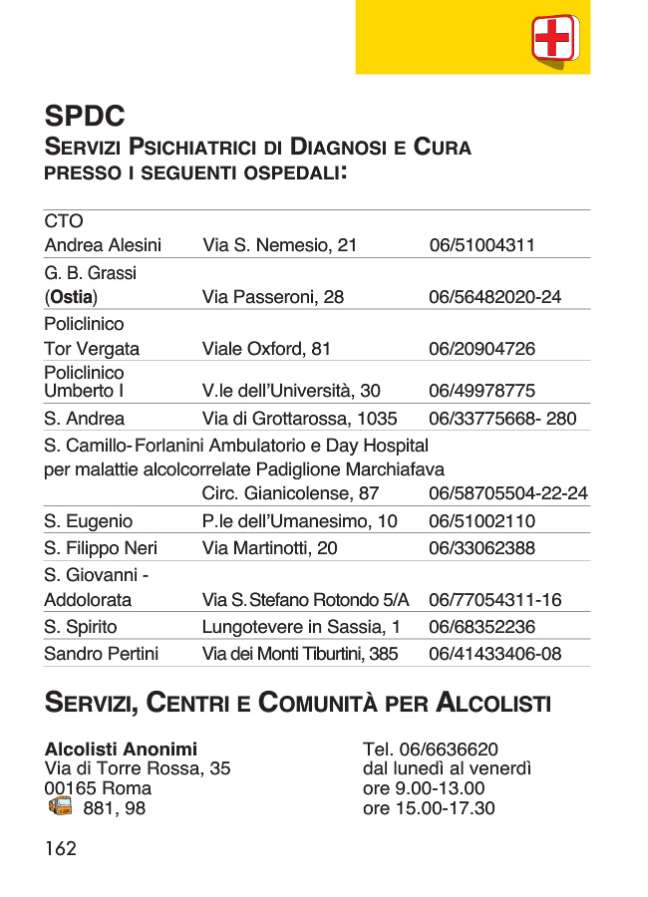 SPDC
SERVIZI PSICHIATRICI DI DIAGNOSI E CURA
PRESSO I SEGUENTI OSPEDALI:
CTO
Andrea Alesini Via S. Nemesio, 21 06/51004311
G. B. Grassi
(Ostia) Via Passeroni, 28 06/56482020-24
Policlinico
Tor Vergata Viale Oxford, 81 06/20904726
Policlinico
Umberto I V.le dell'Università, 30 06/49978775
S. Andrea Via di Grottarossa, 1035 06/33775668- 280
S. Camillo-Forlanini Ambulatorio e Day Hospital
per malattie alcolcorrelate Padiglione Marchiafava
Circ. Gianicolense, 87 06/58705504-22-24
S. Eugenio P.le dell'Umanesimo, 10 06/51002110
S. Filippo Neri Via Martinotti, 20 06/33062388
S. Giovanni -
Addolorata Via S. Stefano Rotondo 5/A 06/77054311-16
S. Spirito Lungotevere in Sassia, 1 06/68352236
Sandro Pertini Via dei Monti Tiburtini, 385 06/41433406-08
SERVIZI, CENTRI E COMUNITÀ PER ALCOLISTI
Alcolisti Anonimi Tel. 06/6636620
Via di Torre Rossa, 35 dal lunedì al venerdì
00165 Roma ore 9.00-13.00
881, 98 ore 15.00-17.30
162